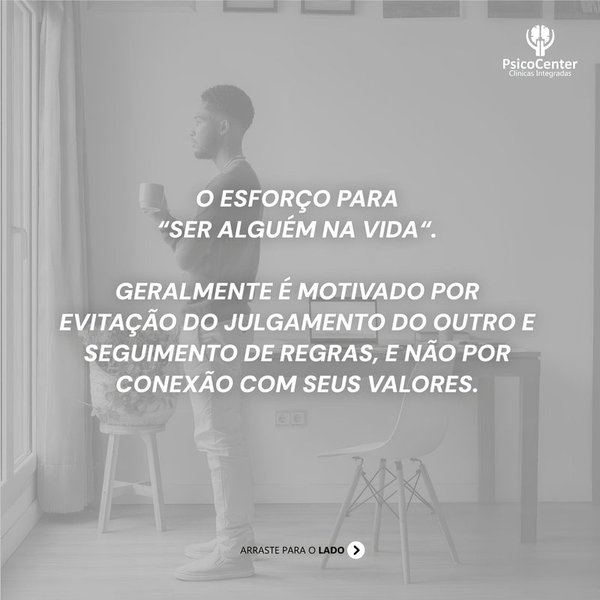 PsicoCenter
Clínicas Integradas
O ESFORÇO PARA
“SER ALGUÉM NA VIDA“.
GERALMENTE É MOTIVADO POR
EVITAÇÃO DO JULGAMENTO DO OUTRO E
SEGUIMENTO DE REGRAS, E NÃO POR
CONEXÃO COM SEUS VALORES.
ARRASTE PARA O LADO